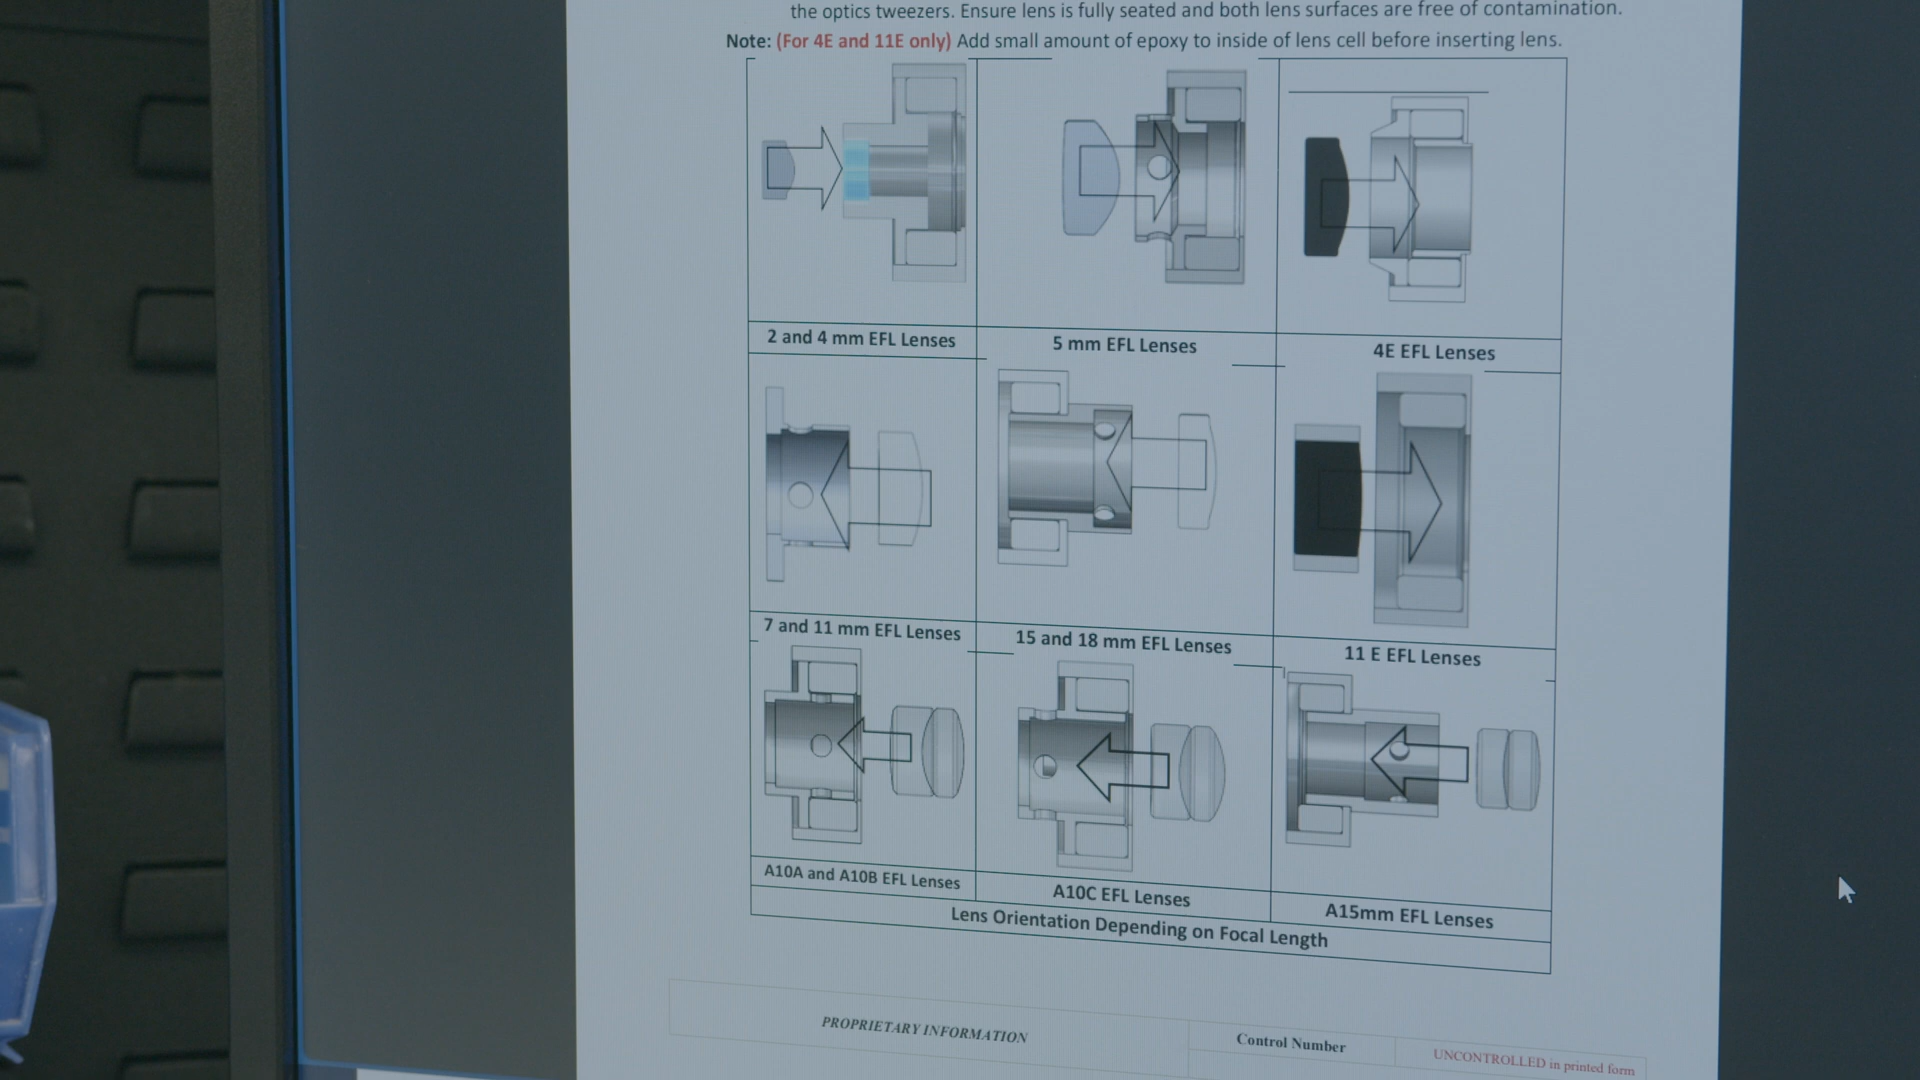 the optics tweezers. Ensure lens is fully seated and both lens surfaces are free of contamination.
Note: (For 4E and 11E only) Add small amount of epoxy to inside of lens cell before inserting lens.
2 and 4 mm EFL Lenses
5 mm EFL Lenses
4E EFL Lenses
7 and 11 mm EFL Lenses
15 and 18 mm EFL Lenses
11 E EFL Lenses
A10A and A10B EFL Lenses
A10C EFL Lenses
A15mm EFL Lenses
Lens Orientation Depending on Focal Length
PROPRIETARY INFORMATION
Control Number
UNCONTROLLED in printed form